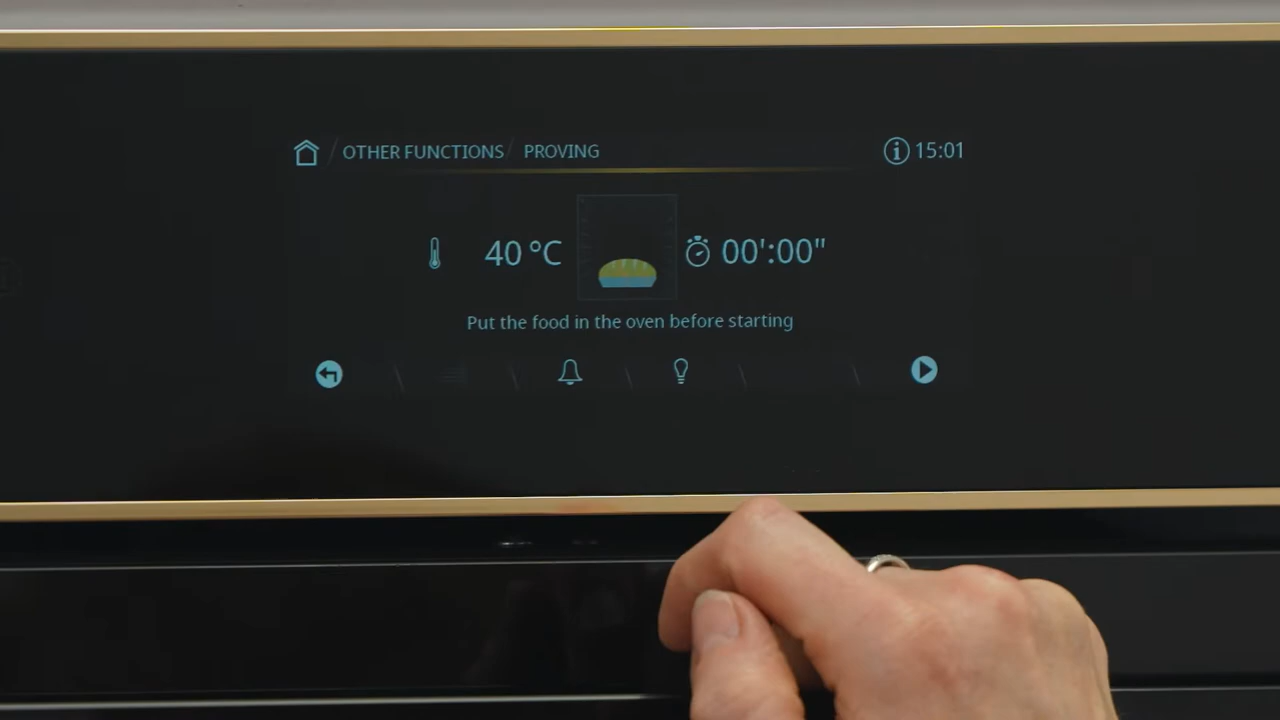 OTHER FUNCTIONS / PROVING 15:01
40 °C 00':00"
Put the food in the oven before starting